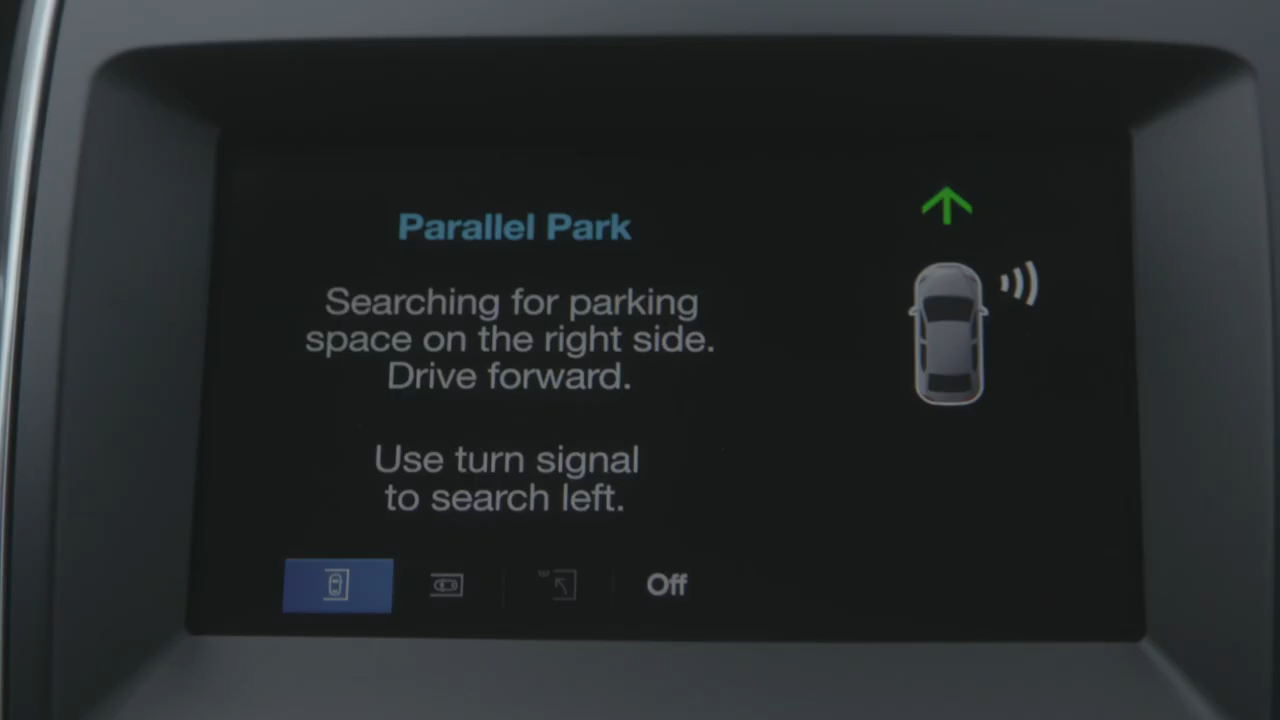 Parallel Park
Searching for parking
space on the right side.
Drive forward.
Use turn signal
to search left.
Off